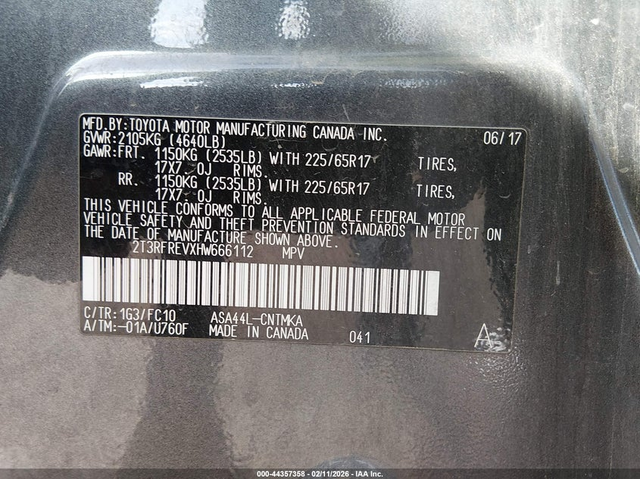 MFD.BY:TOYOTA MOTOR MANUFACTURING CANADA INC. 06/17
GVWR:2105KG (4640LB)
GAWR:FRT. 1150KG (2535LB) WITH 225/65R17 TIRES,
17X7. 0J RIMS.
RR. 1150KG (2535LB) WITH 225/65R17 TIRES,
17X7. 0J RIMS.
THIS VEHICLE CONFORMS TO ALL APPLICABLE FEDERAL MOTOR
VEHICLE SAFETY AND THEFT PREVENTION STANDARDS IN EFFECT ON
THE DATE OF MANUFACTURE SHOWN ABOVE.
2T3RFREVXHW666112 MPV
C/TR:1G3/FC10 ASA44L-CNTMKA
A/TM:-01A/U760F MADE IN CANADA 041 A
000-44357358 - 02/11/2026 - IAA Inc.